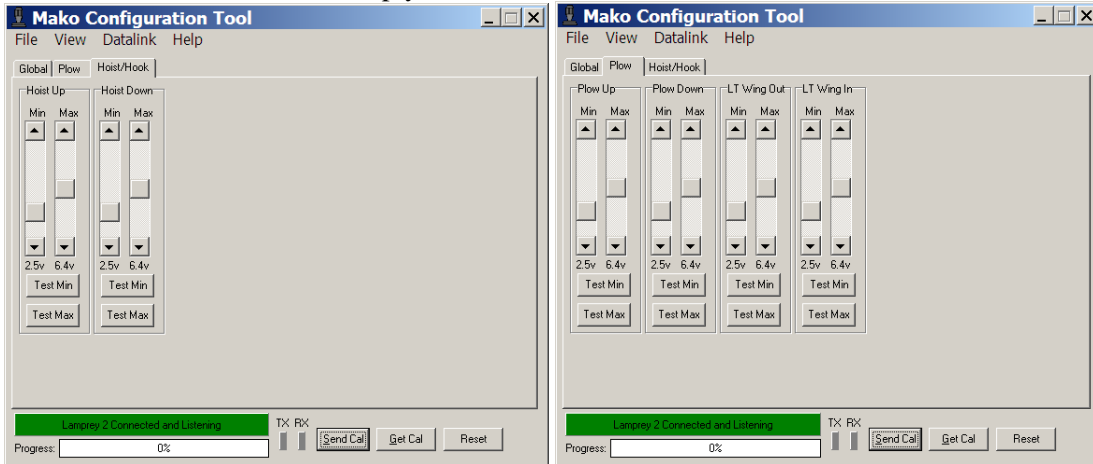 Mako Configuration Tool
File View Datalink Help
Global Plow Hoist/Hook
Hoist Up Hoist Down
Min Max Min Max
2.5v 6.4v 2.5v 6.4v
Test Min Test Min
Test Max Test Max
Lamprey 2 Connected and Listening
TX RX
Send Cal Get Cal Reset
Progress: 0%
Mako Configuration Tool
File View Datalink Help
Global Plow Hoist/Hook
Plow Up Plow Down LT Wing Out LT Wing In
Min Max Min Max Min Max Min Max
2.5v 6.4v 2.5v 6.4v 2.5v 6.4v 2.5v 6.4v
Test Min Test Min Test Min Test Min
Test Max Test Max Test Max Test Max
Lamprey 2 Connected and Listening
TX RX
Send Cal Get Cal Reset
Progress: 0%